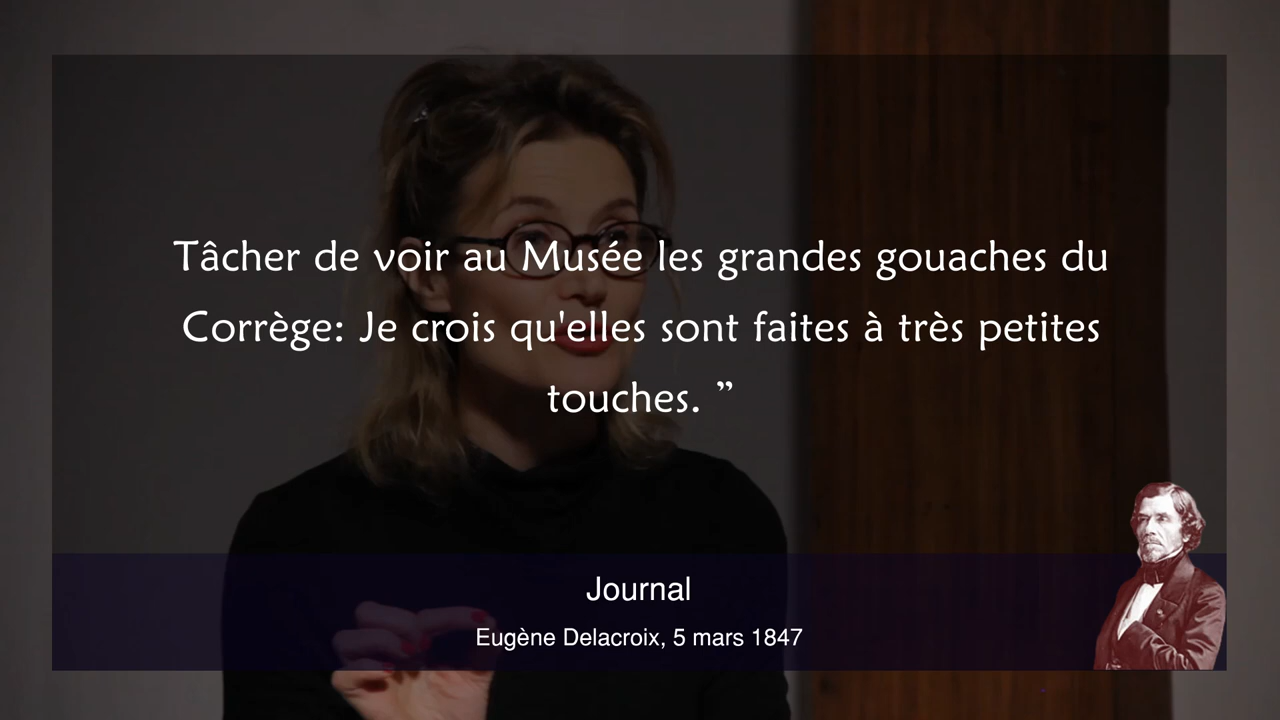 Tâcher de voir au Musée les grandes gouaches du
Corrège: Je crois qu'elles sont faites à très petites
touches. ”
Journal
Eugène Delacroix, 5 mars 1847